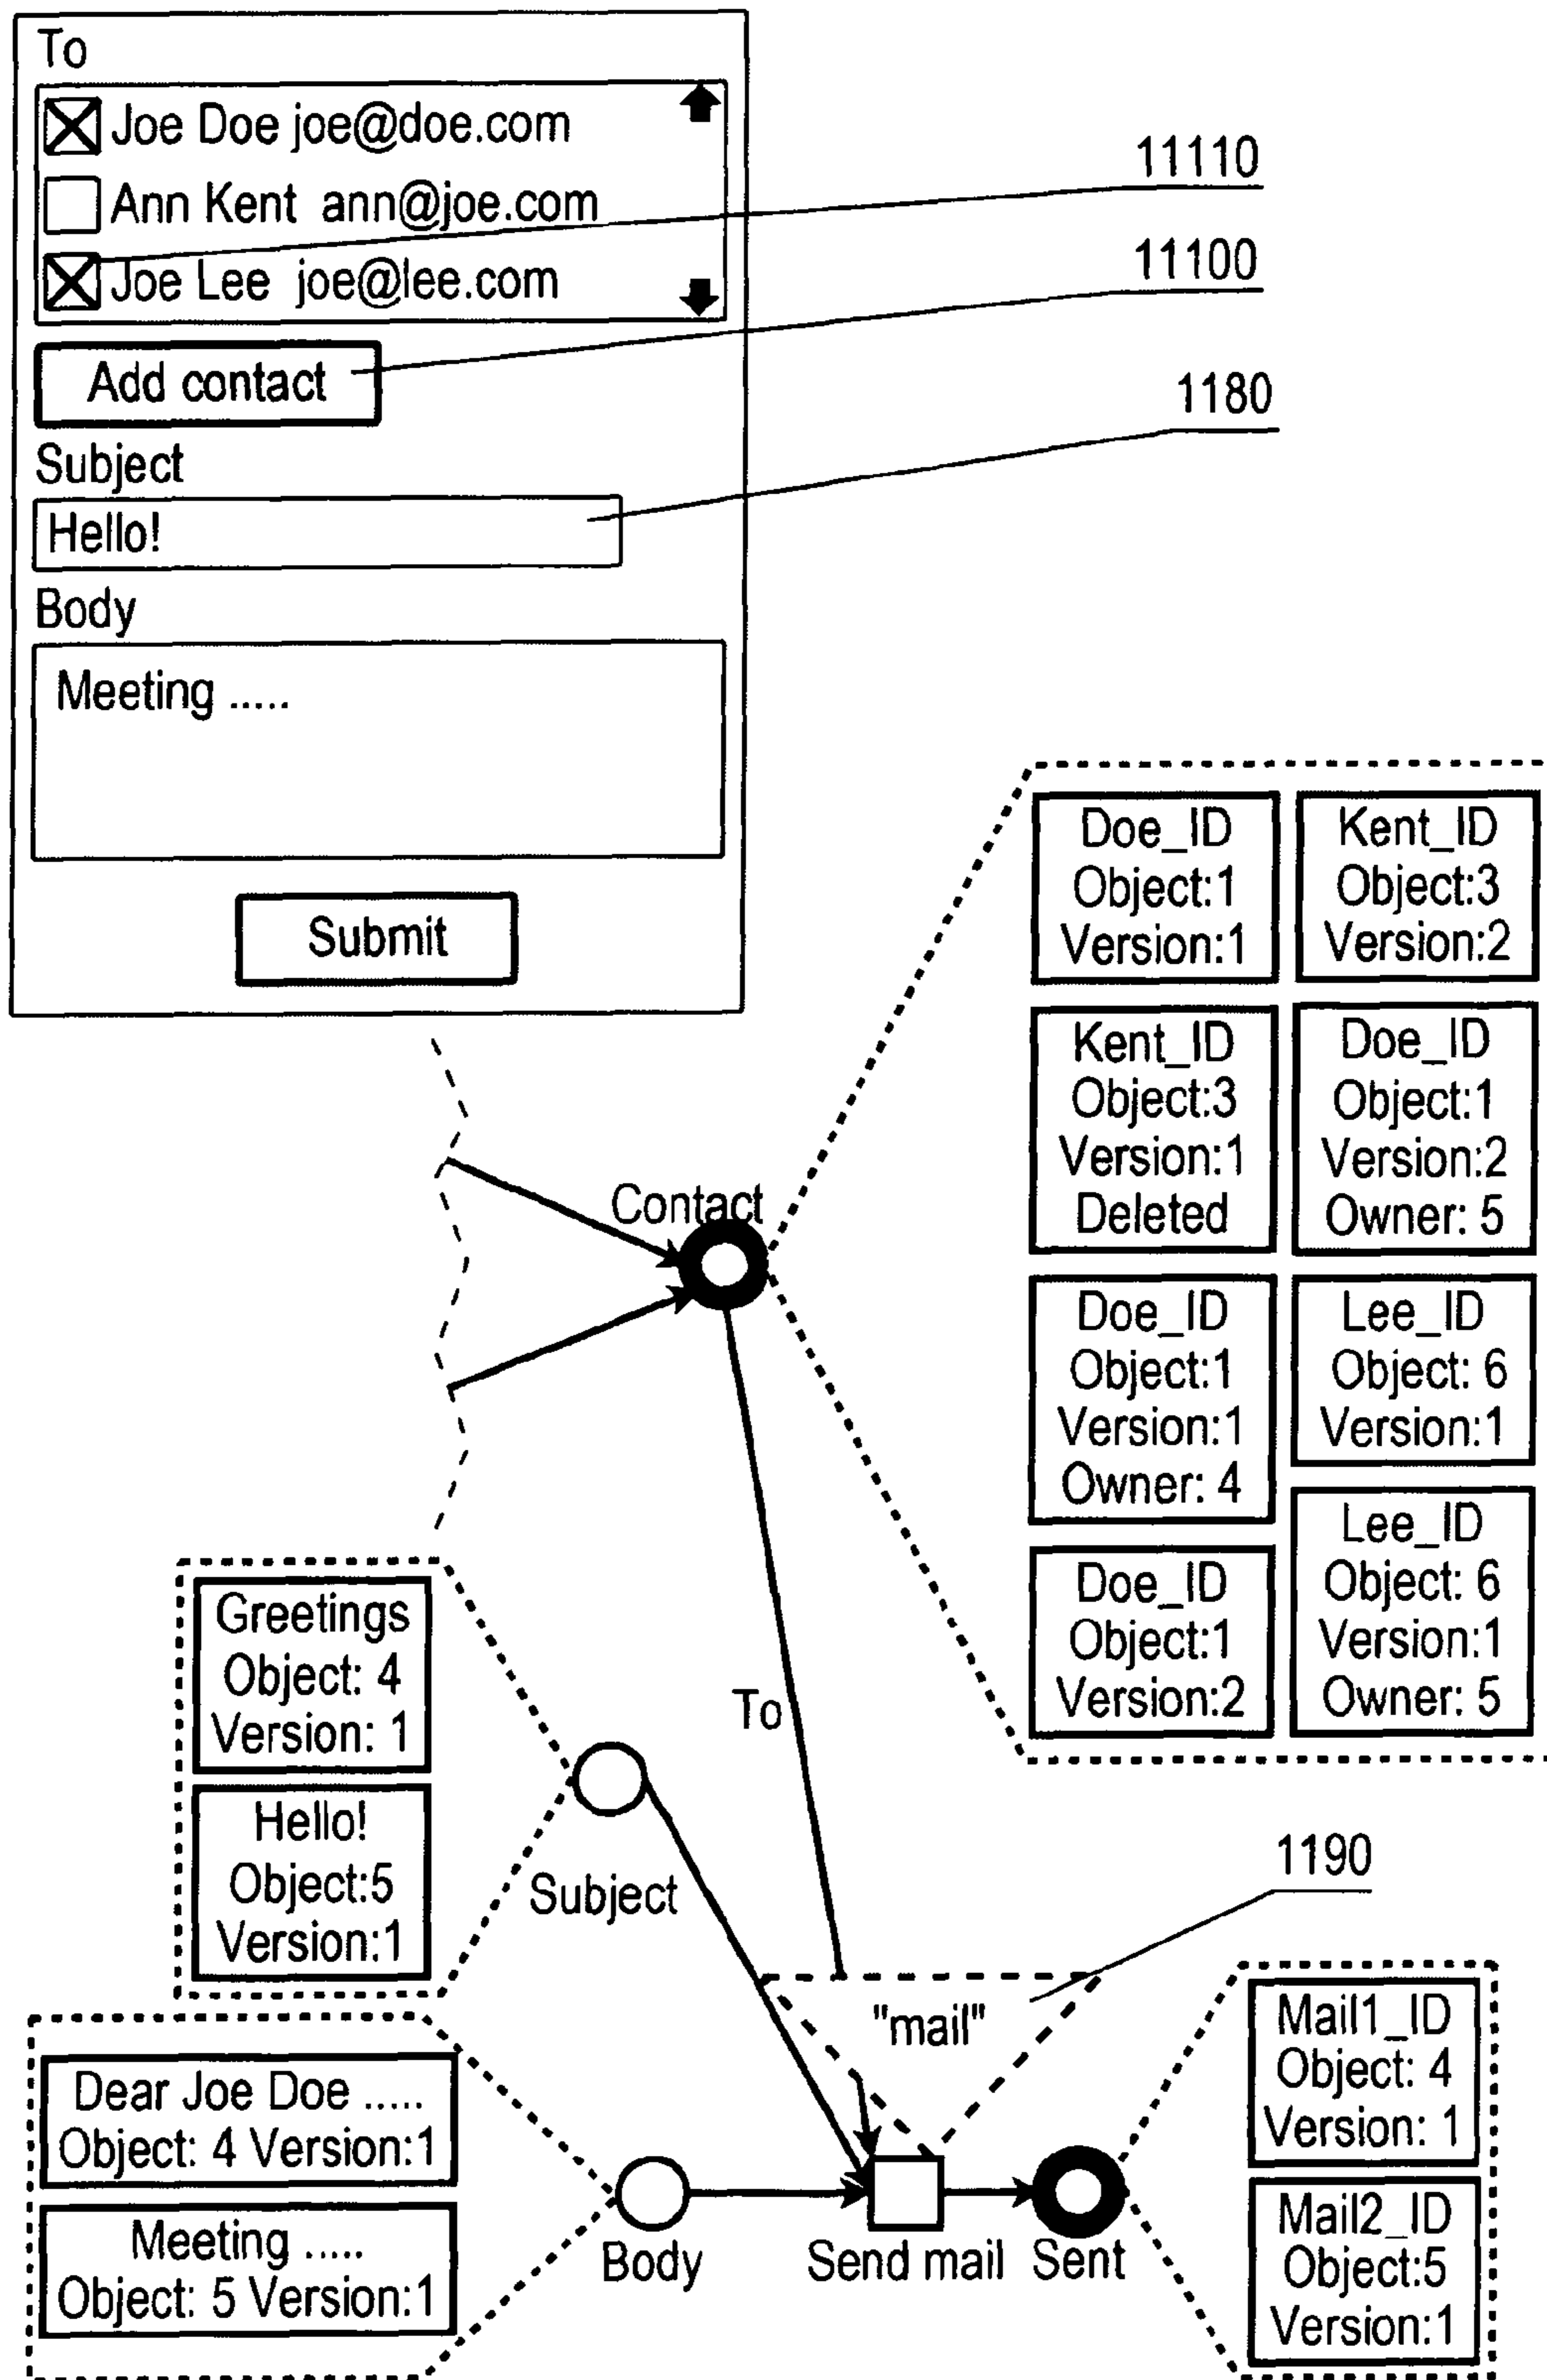 To
Joe Doe joe@doe.com
Ann Kent ann@joe.com
Joe Lee joe@lee.com
Add contact
Subject
Hello!
Body
Meeting .....
Submit
11110
11100
1180
Doe_ID
Object:1
Version:1
Kent_ID
Object:3
Version:2
Kent_ID
Object:3
Version:1
Deleted
Doe_ID
Object:1
Version:2
Owner: 5
Doe_ID
Object:1
Version:1
Owner: 4
Lee_ID
Object: 6
Version:1
Doe_ID
Object:1
Version:2
Lee_ID
Object: 6
Version:1
Owner: 5
Contact
To
Greetings
Object: 4
Version: 1
Hello!
Object:5
Version:1
Subject
1190
"mail"
Dear Joe Doe .....
Object: 4 Version:1
Meeting .....
Object: 5 Version:1
Body
Send mail
Sent
Mail1_ID
Object: 4
Version: 1
Mail2_ID
Object:5
Version:1